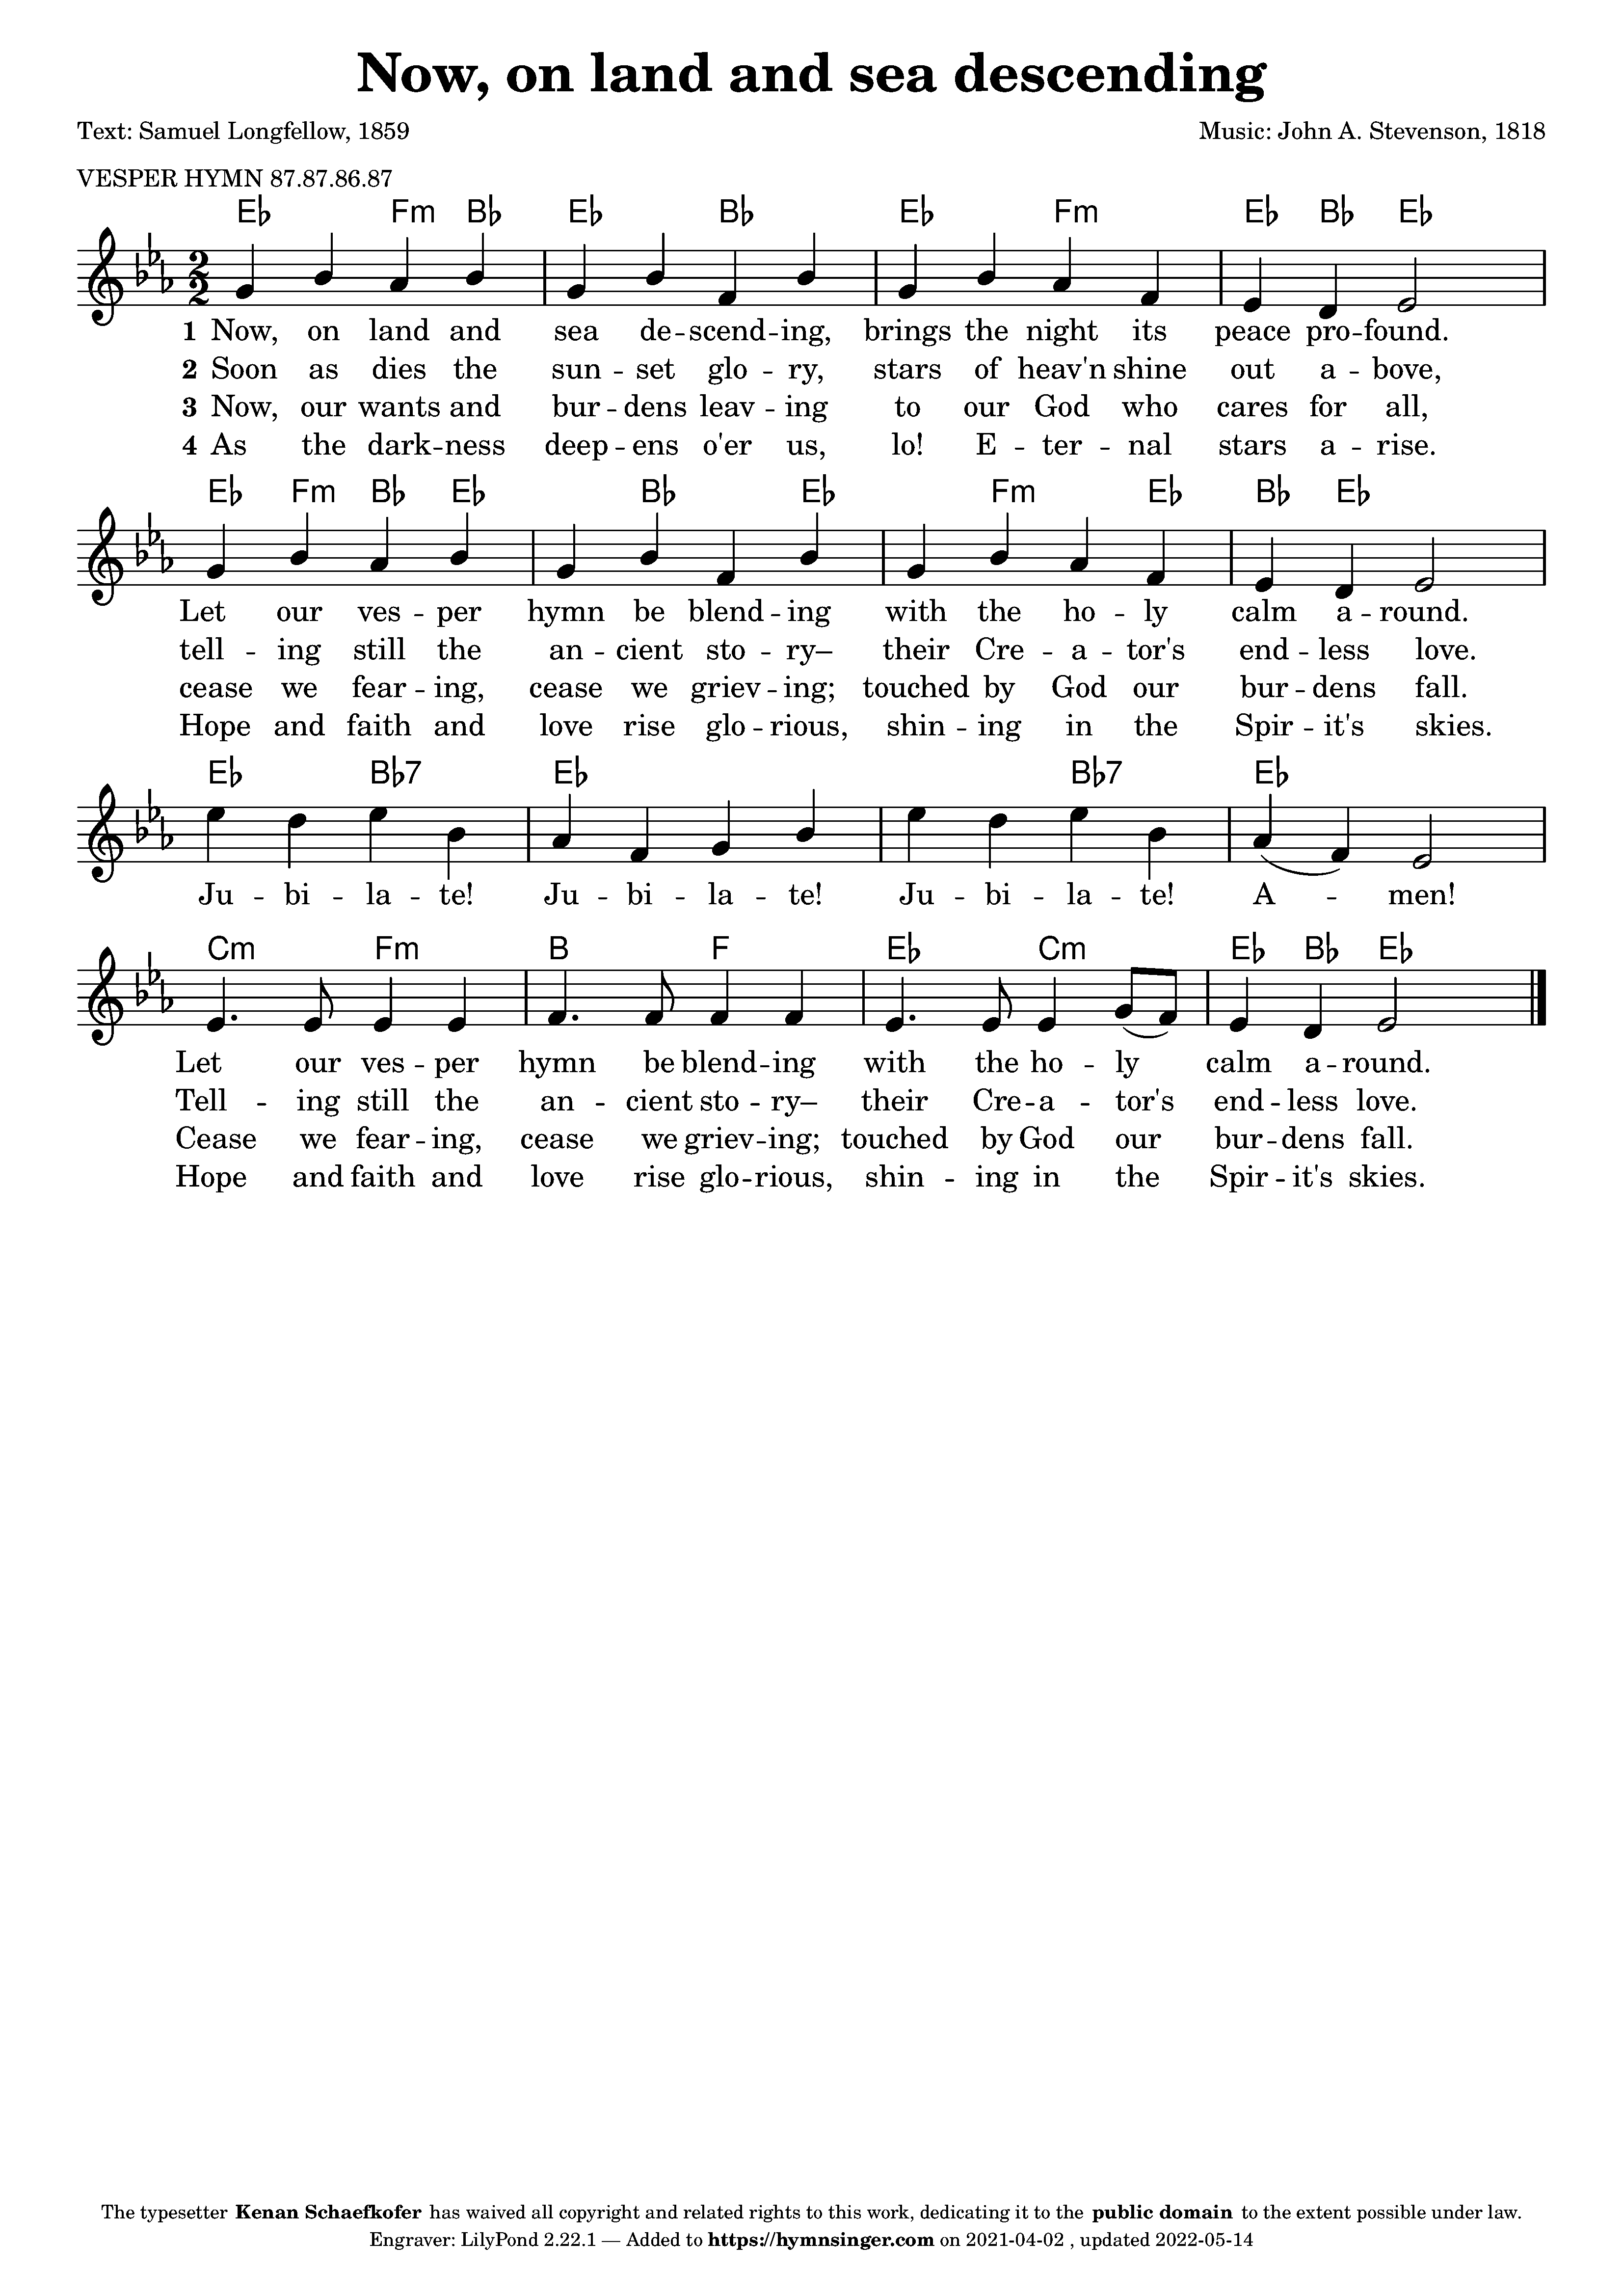 Now, on land and sea descending
Text: Samuel Longfellow, 1859
Music: John A. Stevenson, 1818
VESPER HYMN 87.87.86.87
E♭ Fm B♭ E♭ B♭ E♭ Fm E♭ B♭ E♭
2
2
1 Now, on land and sea de -- scend -- ing, brings the night its peace pro -- found.
2 Soon as dies the sun -- set glo -- ry, stars of heav'n shine out a -- bove,
3 Now, our wants and bur -- dens leav -- ing to our God who cares for all,
4 As the dark -- ness deep -- ens o'er us, lo! E -- ter -- nal stars a -- rise.
E♭ Fm B♭ E♭ B♭ E♭ Fm E♭ B♭ E♭
Let our ves -- per hymn be blend -- ing with the ho -- ly calm a -- round.
tell -- ing still the an -- cient sto -- ry– their Cre -- a -- tor's end -- less love.
cease we fear -- ing, cease we griev -- ing; touched by God our bur -- dens fall.
Hope and faith and love rise glo -- rious, shin -- ing in the Spir -- it's skies.
E♭ B♭7 E♭ B♭7 E♭
Ju -- bi -- la -- te! Ju -- bi -- la -- te! Ju -- bi -- la -- te! A -- men!
Cm Fm B F E♭ Cm E♭ B♭ E♭
Let our ves -- per hymn be blend -- ing with the ho -- ly calm a -- round.
Tell -- ing still the an -- cient sto -- ry– their Cre -- a -- tor's end -- less love.
Cease we fear -- ing, cease we griev -- ing; touched by God our bur -- dens fall.
Hope and faith and love rise glo -- rious, shin -- ing in the Spir -- it's skies.
The typesetter Kenan Schaefkofer has waived all copyright and related rights to this work, dedicating it to the public domain to the extent possible under law.
Engraver: LilyPond 2.22.1 — Added to https://hymnsinger.com on 2021-04-02 , updated 2022-05-14